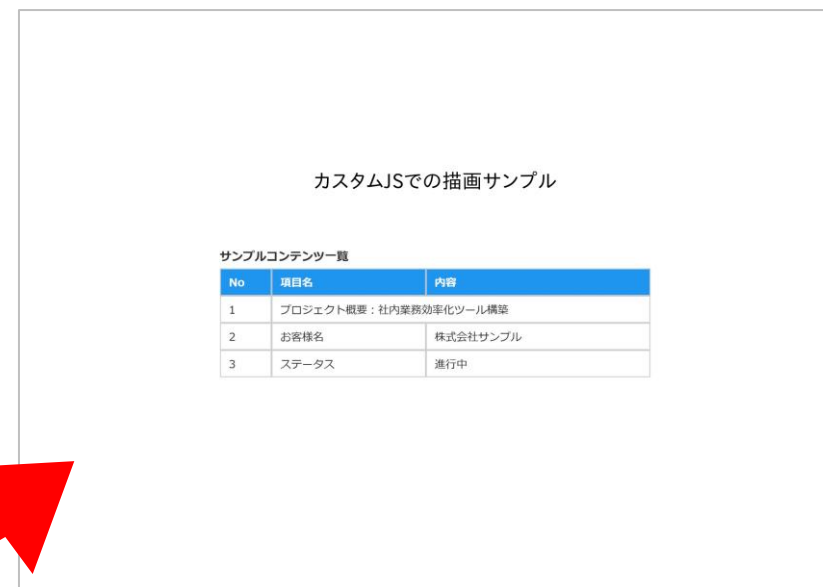 カスタムJSでの描画サンプル
サンプルコンテンツ一覧
No 項目名 内容
1 プロジェクト概要：社内業務効率化ツール構築
2 お客様名 株式会社サンプル
3 ステータス 進行中